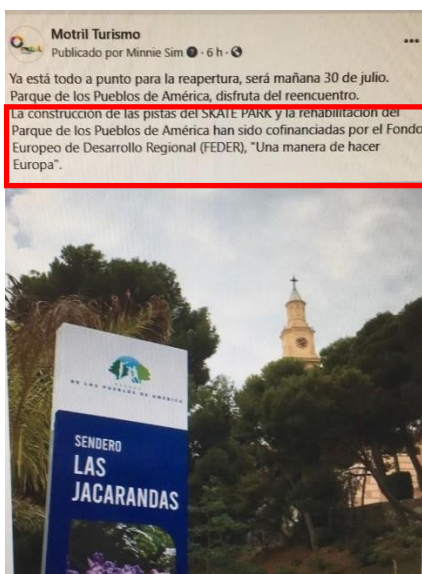 Motril Turismo
Publicado por Minnie Sim · 6 h ·
Ya está todo a punto para la reapertura, será mañana 30 de julio.
Parque de los Pueblos de América, disfruta del reencuentro.
La construcción de las pistas del SKATE PARK y la rehabilitación del
Parque de los Pueblos de América han sido cofinanciadas por el Fondo
Europeo de Desarrollo Regional (FEDER), "Una manera de hacer
Europa".
DE LOS PUEBLOS DE AMÉRICA
SENDERO
LAS
JACARANDAS